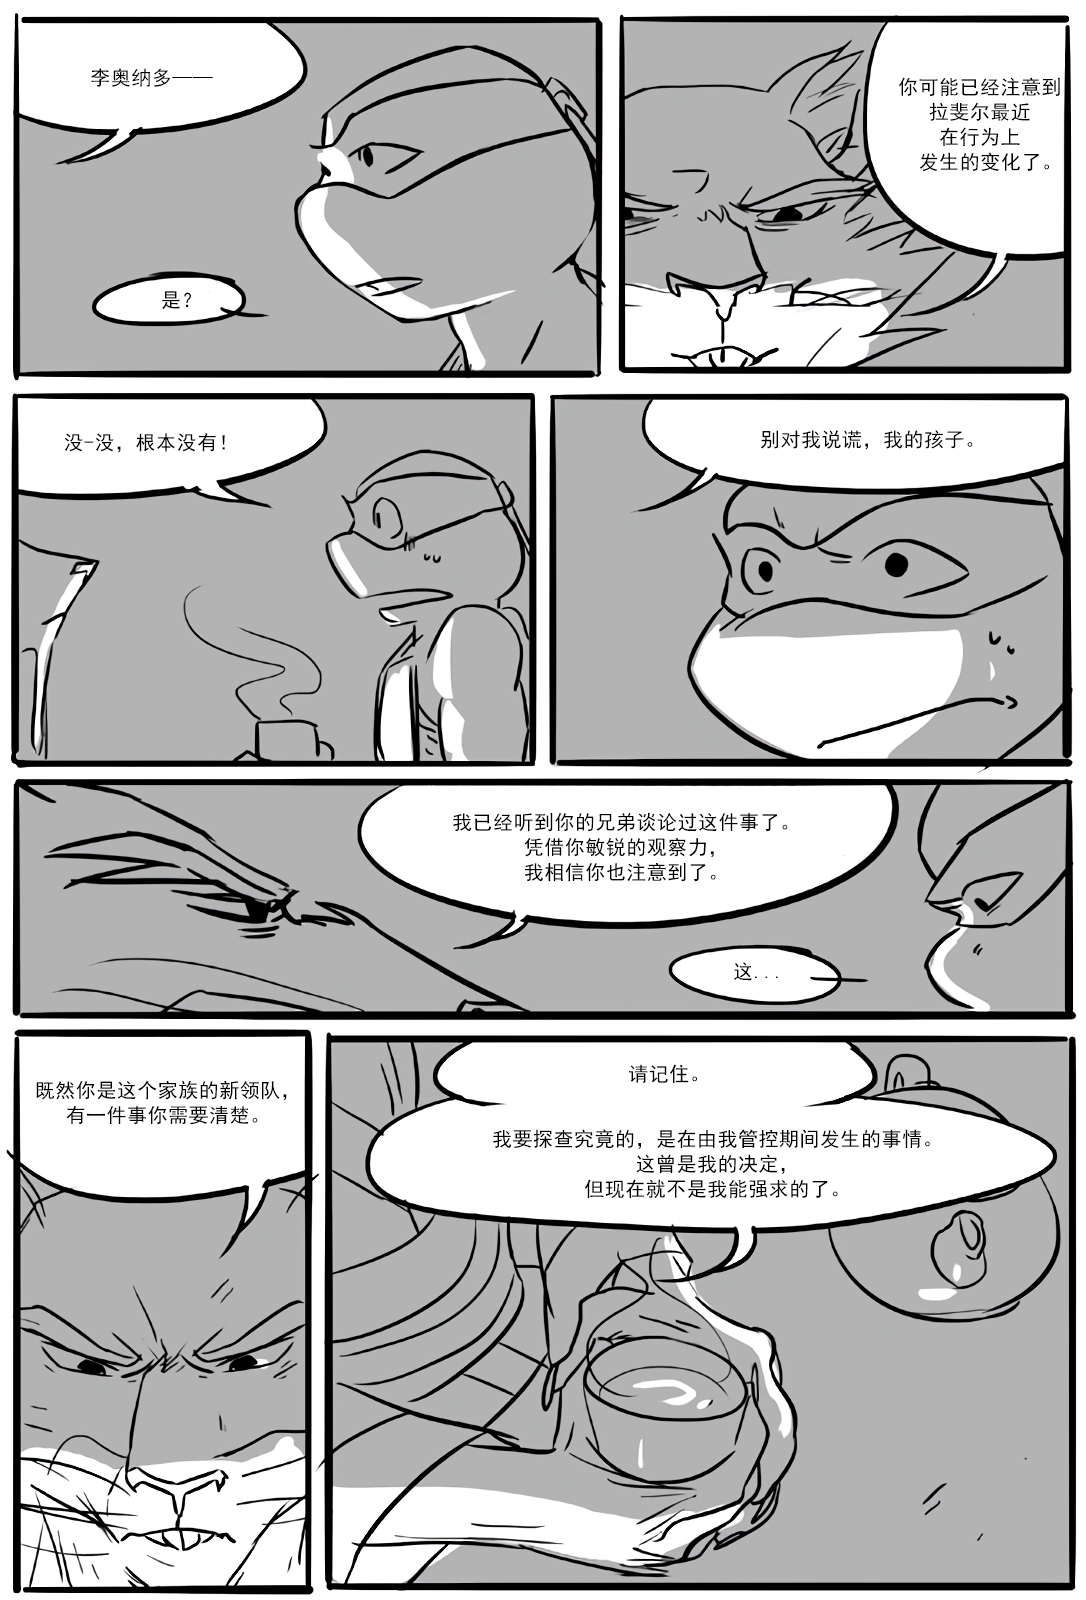 李奥纳多——
是？
你可能已经注意到
拉斐尔最近
在行为上
发生的变化了。
没-没，根本没有！
别对我说谎，我的孩子。
我已经听到你的兄弟谈论过这件事了。
凭借你敏锐的观察力，
我相信你也注意到了。
这...
既然你是这个家族的新领队，
有一件事你需要清楚。
请记住。
我要探查究竟的，是在由我管控期间发生的事情。
这曾是我的决定，
但现在就不是我能强求的了。